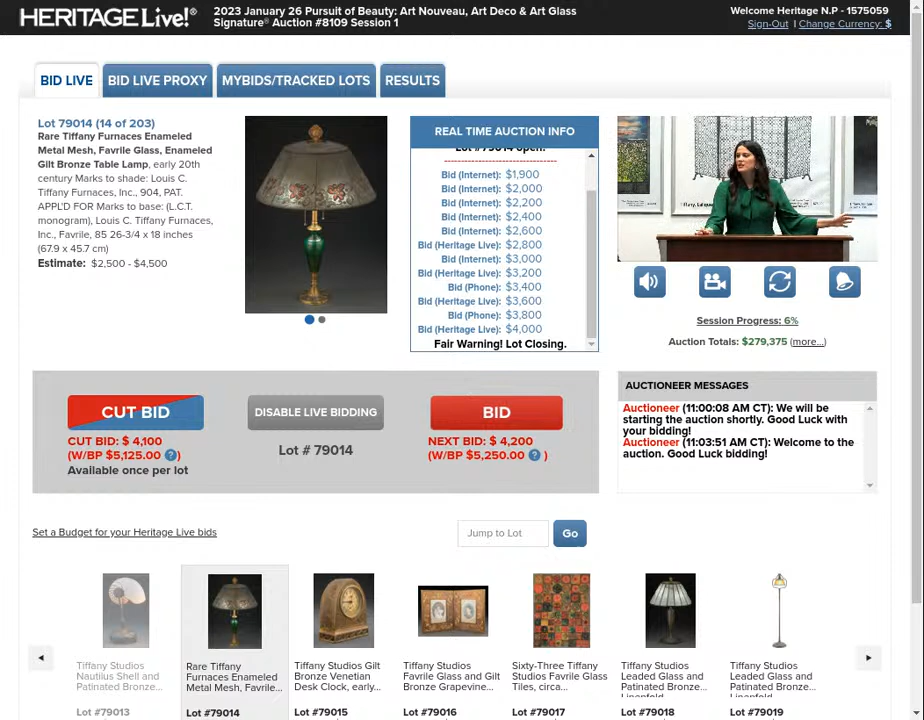 HERITAGE Live!®
2023 January 26 Pursuit of Beauty: Art Nouveau, Art Deco & Art Glass
Signature® Auction #8109 Session 1
Welcome Heritage N.P - 1575059
Sign-Out | Change Currency: $
BID LIVE
BID LIVE PROXY
MYBIDS/TRACKED LOTS
RESULTS
Lot 79014 (14 of 203)
Rare Tiffany Furnaces Enameled
Metal Mesh, Favrile Glass, Enameled
Gilt Bronze Table Lamp, early 20th
century Marks to shade: Louis C.
Tiffany Furnaces, Inc., 904, PAT.
APPL'D FOR Marks to base: (L.C.T.
monogram), Louis C. Tiffany Furnaces,
Inc., Favrile, 85 26-3/4 x 18 inches
(67.9 x 45.7 cm)
Estimate: $2,500 - $4,500
REAL TIME AUCTION INFO
Lot #79014 open!
----------------------------------
Bid (Internet): $1,900
Bid (Internet): $2,000
Bid (Internet): $2,200
Bid (Internet): $2,400
Bid (Internet): $2,600
Bid (Heritage Live): $2,800
Bid (Internet): $3,000
Bid (Heritage Live): $3,200
Bid (Phone): $3,400
Bid (Heritage Live): $3,600
Bid (Phone): $3,800
Bid (Heritage Live): $4,000
Fair Warning! Lot Closing.
Session Progress: 6%
Auction Totals: $279,375 (more...)
CUT BID
CUT BID: $ 4,100
(W/BP $5,125.00 ?)
Available once per lot
DISABLE LIVE BIDDING
Lot # 79014
BID
NEXT BID: $ 4,200
(W/BP $5,250.00 ? )
AUCTIONEER MESSAGES
Auctioneer (11:00:08 AM CT): We will be
starting the auction shortly. Good Luck with
your bidding!
Auctioneer (11:03:51 AM CT): Welcome to the
auction. Good Luck bidding!
Set a Budget for your Heritage Live bids
Jump to Lot
Go
Tiffany Studios
Nautilus Shell and
Patinated Bronze...
Lot #79013
Rare Tiffany
Furnaces Enameled
Metal Mesh, Favrile...
Lot #79014
Tiffany Studios Gilt
Bronze Venetian
Desk Clock, early...
Lot #79015
Tiffany Studios
Favrile Glass and Gilt
Bronze Grapevine...
Lot #79016
Sixty-Three Tiffany
Studios Favrile Glass
Tiles, circa...
Lot #79017
Tiffany Studios
Leaded Glass and
Patinated Bronze
Linenfold
Lot #79018
Tiffany Studios
Leaded Glass and
Patinated Bronze
Linenfold
Lot #79019